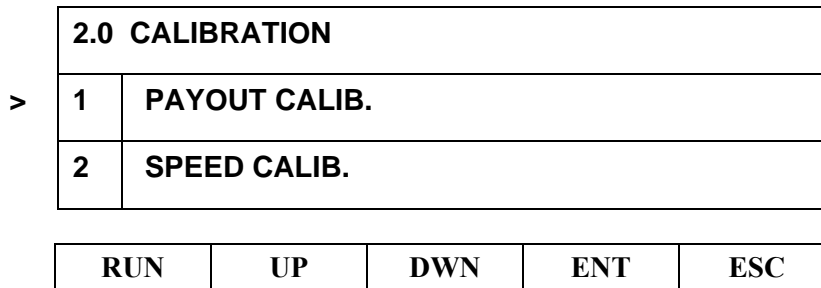 2.0 CALIBRATION
> 1 PAYOUT CALIB.
2 SPEED CALIB.
RUN UP DWN ENT ESC